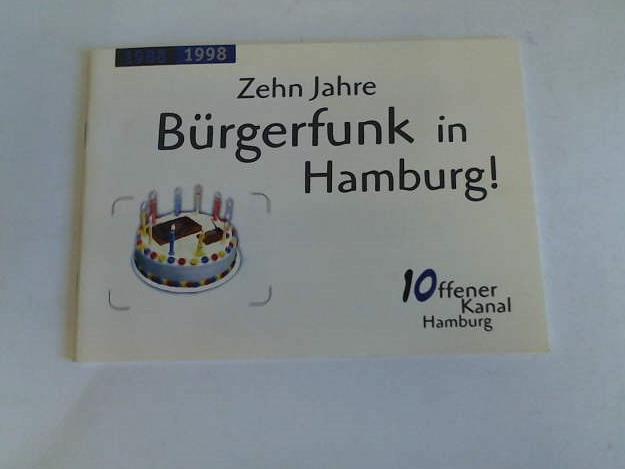 1988 1998
Zehn Jahre
Bürgerfunk in
Hamburg!
10ffener
Kanal
Hamburg